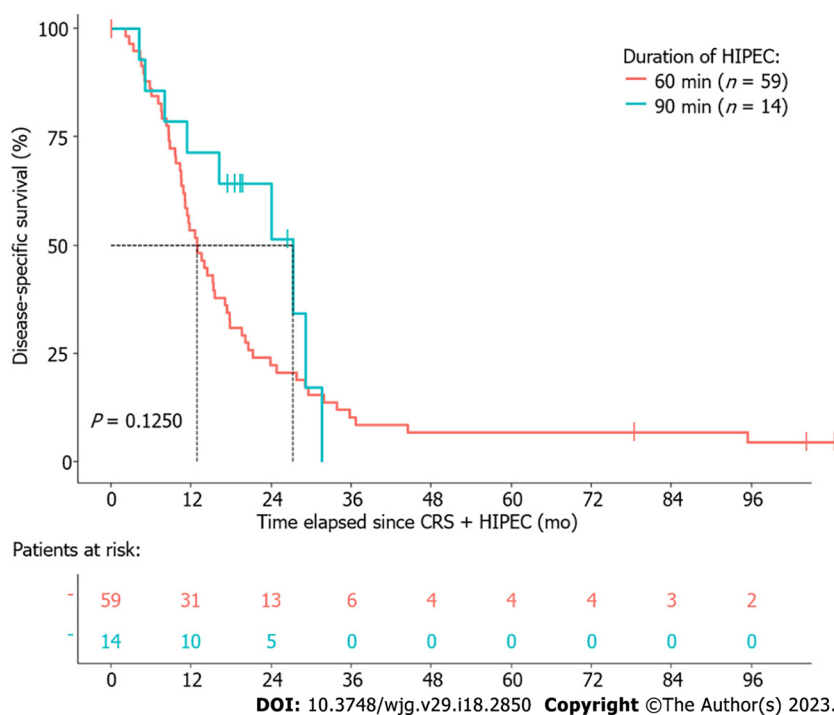 100
75
50
25
0
Disease-specific survival (%)
Duration of HIPEC:
60 min (n = 59)
90 min (n = 14)
P = 0.1250
0 12 24 36 48 60 72 84 96
Time elapsed since CRS + HIPEC (mo)
Patients at risk:
- 59 31 13 6 4 4 4 3 2
- 14 10 5 0 0 0 0 0 0
0 12 24 36 48 60 72 84 96
DOI: 10.3748/wjg.v29.i18.2850 Copyright ©The Author(s) 2023.